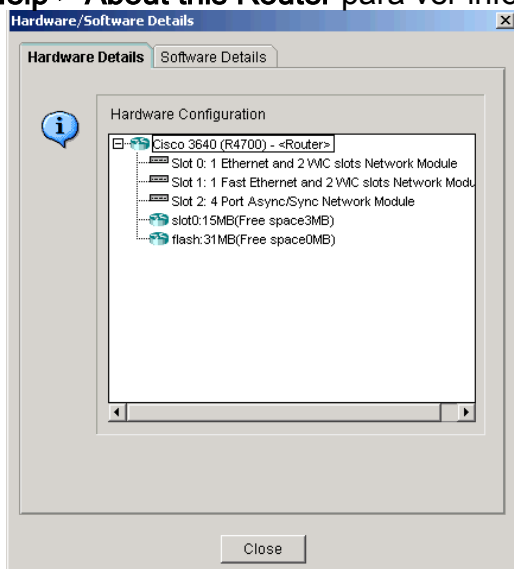 About this Router para ver
Hardware/Software Details
Hardware Details Software Details
Hardware Configuration
Cisco 3640 (R4700) - <Router>
Slot 0: 1 Ethernet and 2 WIC slots Network Module
Slot 1: 1 Fast Ethernet and 2 WIC slots Network Modu
Slot 2: 4 Port Async/Sync Network Module
slot0:15MB(Free space3MB)
flash:31MB(Free space0MB)
Close